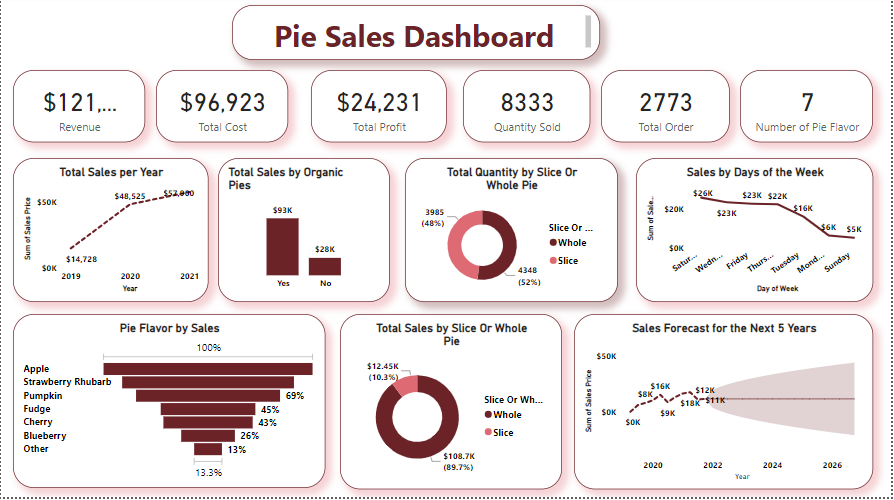 Pie Sales Dashboard
$121,...
Revenue
$96,923
Total Cost
$24,231
Total Profit
8333
Quantity Sold
2773
Total Order
7
Number of Pie Flavor
Total Sales per Year
Sum of Sales Price
$50K
$0K
$14,728
$48,525
2019
2020
2021
Year
Total Sales by Organic
Pies
$93K
$28K
Yes
No
Total Quantity by Slice Or
Whole Pie
3985
(48%)
4348
(52%)
Slice Or ...
Whole
Slice
Sales by Days of the Week
Sum of Sale..
$20K
$0K
$26K
$23K
$23K
$22K
$16K
$6K
$5K
Satur...
Wedn...
Friday
Thurs...
Tuesday
Mond...
Sunday
Day of Week
Pie Flavor by Sales
100%
Apple
Strawberry Rhubarb
Pumpkin
69%
Fudge
45%
Cherry
43%
Blueberry
26%
Other
13%
13.3%
Total Sales by Slice Or Whole
Pie
$12.45K
(10.3%)
$108.7K
(89.7%)
Slice Or Wh...
Whole
Slice
Sales Forecast for the Next 5 Years
Sum of Sales Price
$50K
$0K
$0K
$8K
$16K
$9K
$18K
$12K
$11K
2020
2022
2024
2026
Year